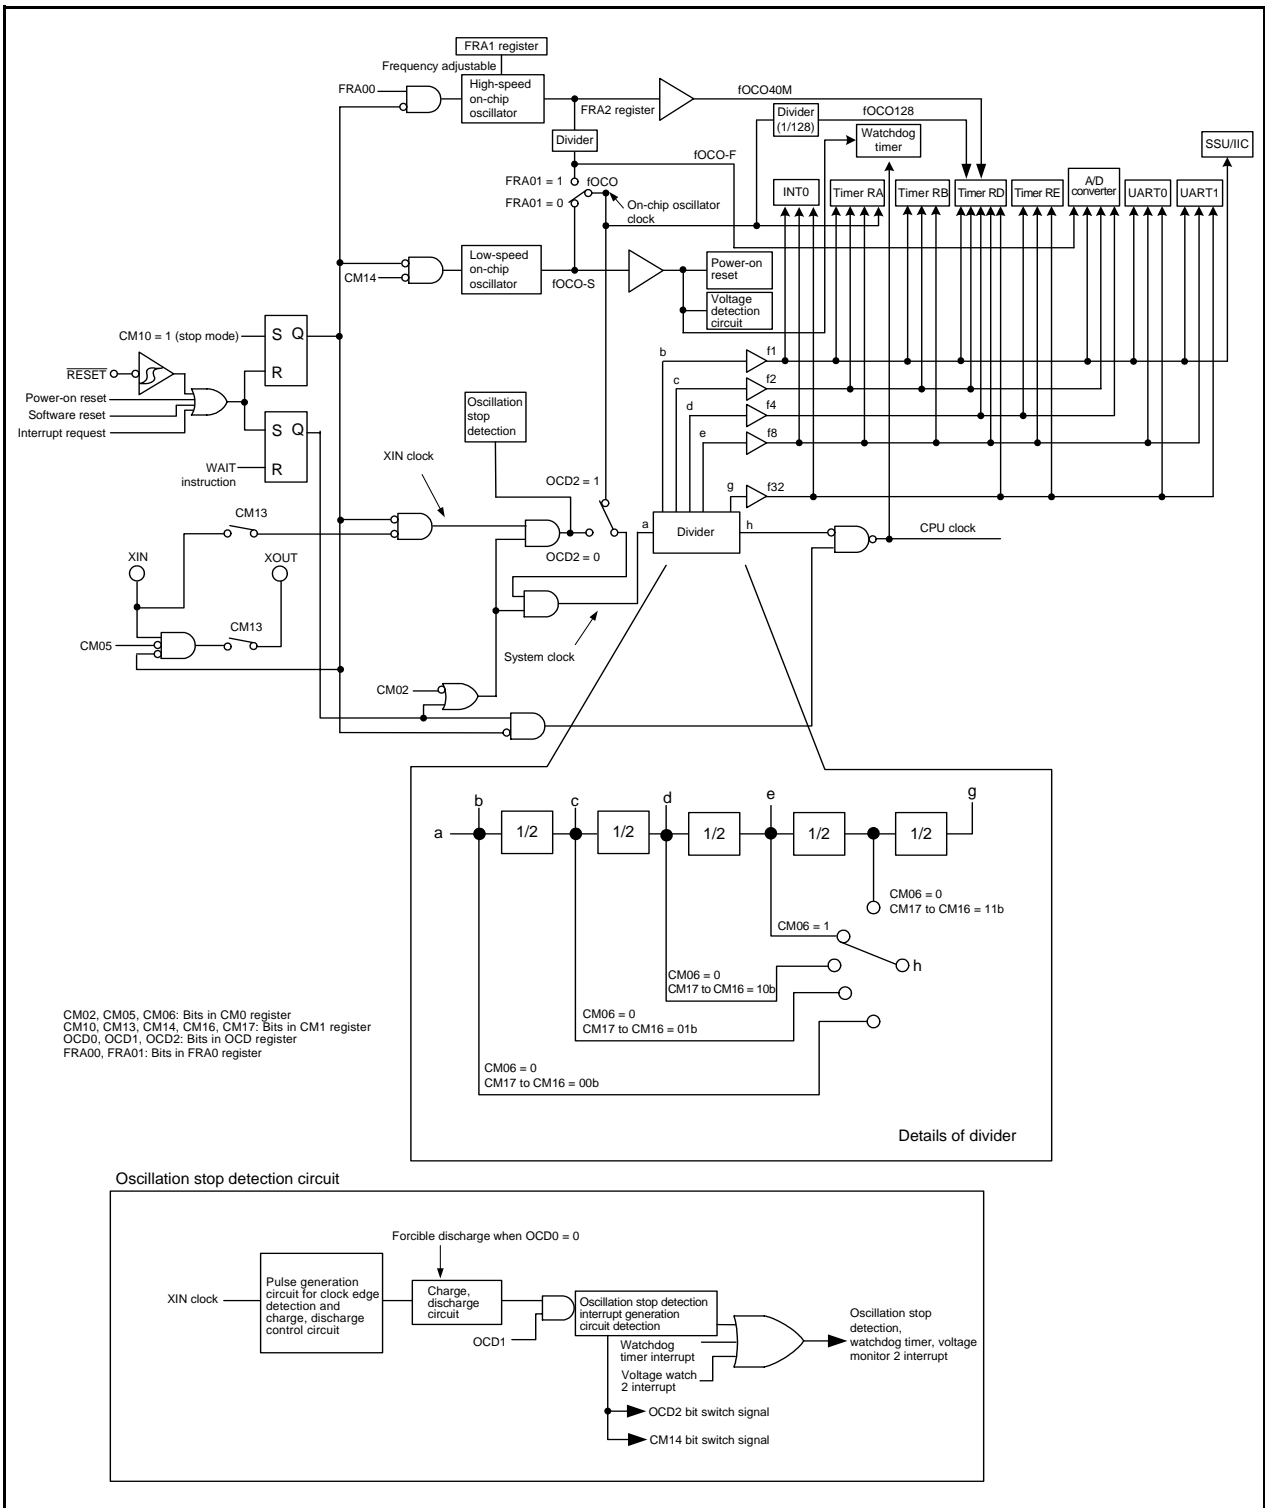 FRA1 register
Frequency adjustable
FRA00
High-speed
on-chip
oscillator
FRA2 register
fOCO40M
Divider
(1/128)
fOCO128
Watchdog
timer
SSU/IIC
Divider
fOCO-F
FRA01 = 1
fOCO
FRA01 = 0
On-chip oscillator
clock
INT0
Timer RA
Timer RB
Timer RD
Timer RE
A/D
converter
UART0
UART1
Low-speed
on-chip
oscillator
CM14
fOCO-S
Power-on
reset
Voltage
detection
circuit
CM10 = 1 (stop mode)
S Q
R
RESET
Power-on reset
Software reset
Interrupt request
S Q
R
WAIT
instruction
b
f1
c
f2
d
f4
e
f8
g
f32
Oscillation
stop
detection
XIN clock
OCD2 = 1
OCD2 = 0
a
Divider
h
CPU clock
CM13
XIN
XOUT
CM13
CM05
System clock
CM02
b
c
d
e
g
a
1/2
1/2
1/2
1/2
1/2
CM06 = 0
CM17 to CM16 = 11b
CM06 = 1
h
CM06 = 0
CM17 to CM16 = 10b
CM06 = 0
CM17 to CM16 = 01b
CM06 = 0
CM17 to CM16 = 00b
Details of divider
CM02, CM05, CM06: Bits in CM0 register
CM10, CM13, CM14, CM16, CM17: Bits in CM1 register
OCD0, OCD1, OCD2: Bits in OCD register
FRA00, FRA01: Bits in FRA0 register
Oscillation stop detection circuit
Forcible discharge when OCD0 = 0
XIN clock
Pulse generation
circuit for clock edge
detection and
charge, discharge
control circuit
Charge,
discharge
circuit
OCD1
Oscillation stop detection
interrupt generation
circuit detection
Watchdog
timer interrupt
Voltage watch
2 interrupt
Oscillation stop
detection,
watchdog timer, voltage
monitor 2 interrupt
OCD2 bit switch signal
CM14 bit switch signal